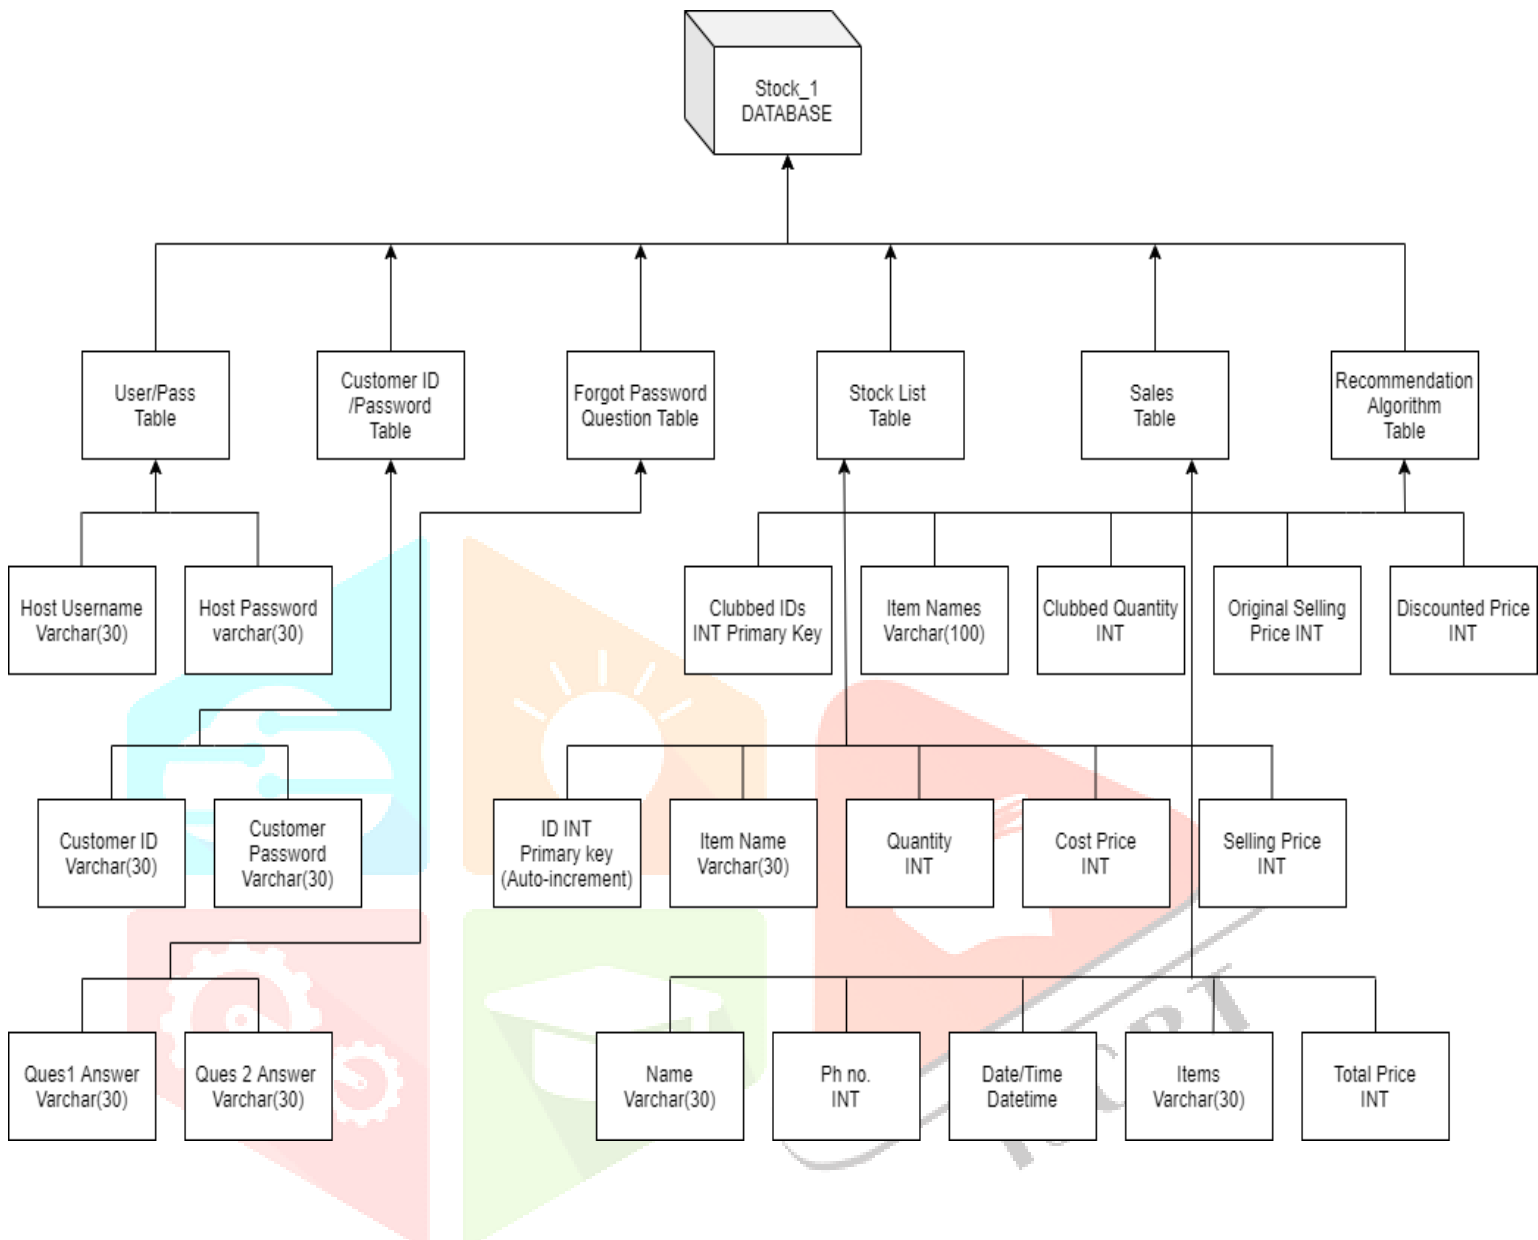 Stock_1
DATABASE
User/Pass
Table
Customer ID
/Password
Table
Forgot Password
Question Table
Stock List
Table
Sales
Table
Recommendation
Algorithm
Table
Host Username
Varchar(30)
Host Password
varchar(30)
Clubbed IDs
INT Primary Key
Item Names
Varchar(100)
Clubbed Quantity
INT
Original Selling
Price INT
Discounted Price
INT
Customer ID
Varchar(30)
Customer
Password
Varchar(30)
ID INT
Primary key
(Auto-increment)
Item Name
Varchar(30)
Quantity
INT
Cost Price
INT
Selling Price
INT
Ques1 Answer
Varchar(30)
Ques 2 Answer
Varchar(30)
Name
Varchar(30)
Ph no.
INT
Date/Time
Datetime
Items
Varchar(30)
Total Price
INT